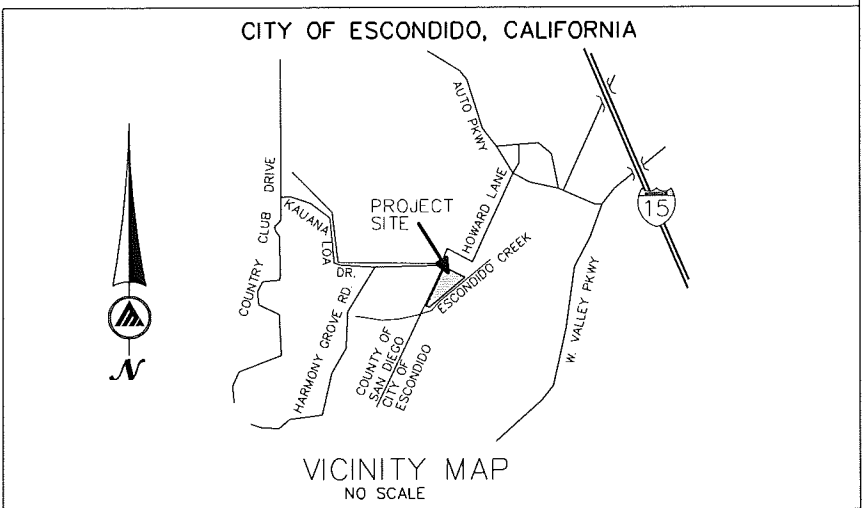 CITY OF ESCONDIDO, CALIFORNIA
AUTO PKWY
COUNTRY CLUB DRIVE
KAUANA
LOA
DR.
PROJECT
SITE
HOWARD LANE
15
ESCONDIDO CREEK
HARMONY GROVE RD.
COUNTY OF
SAN DIEGO
CITY OF
ESCONDIDO
W. VALLEY PKWY
N
VICINITY MAP
NO SCALE